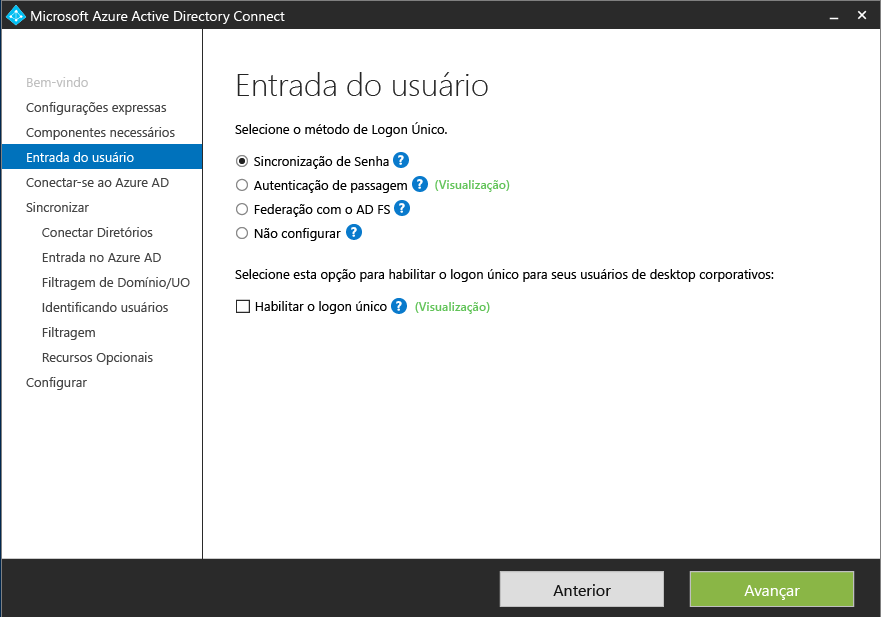 Microsoft Azure Active Directory Connect
Bem-vindo
Configurações expressas
Componentes necessários
Entrada do usuário
Conectar-se ao Azure AD
Sincronizar
Conectar Diretórios
Entrada no Azure AD
Filtragem de Domínio/UO
Identificando usuários
Filtragem
Recursos Opcionais
Configurar
Entrada do usuário
Selecione o método de Logon Único.
Sincronização de Senha ?
Autenticação de passagem ? (Visualização)
Federação com o AD FS ?
Não configurar ?
Selecione esta opção para habilitar o logon único para seus usuários de desktop corporativos:
Habilitar o logon único ? (Visualização)
Anterior
Avançar